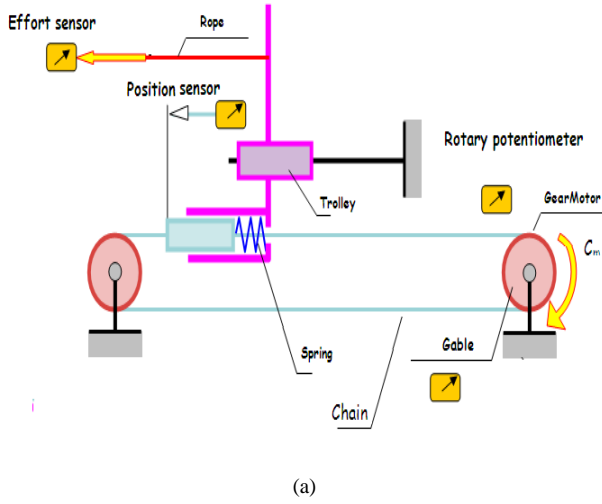 Effort sensor
Rope
Position sensor
Rotary potentiometer
Trolley
GearMotor
Cm
Gable
Spring
Chain
i
(a)